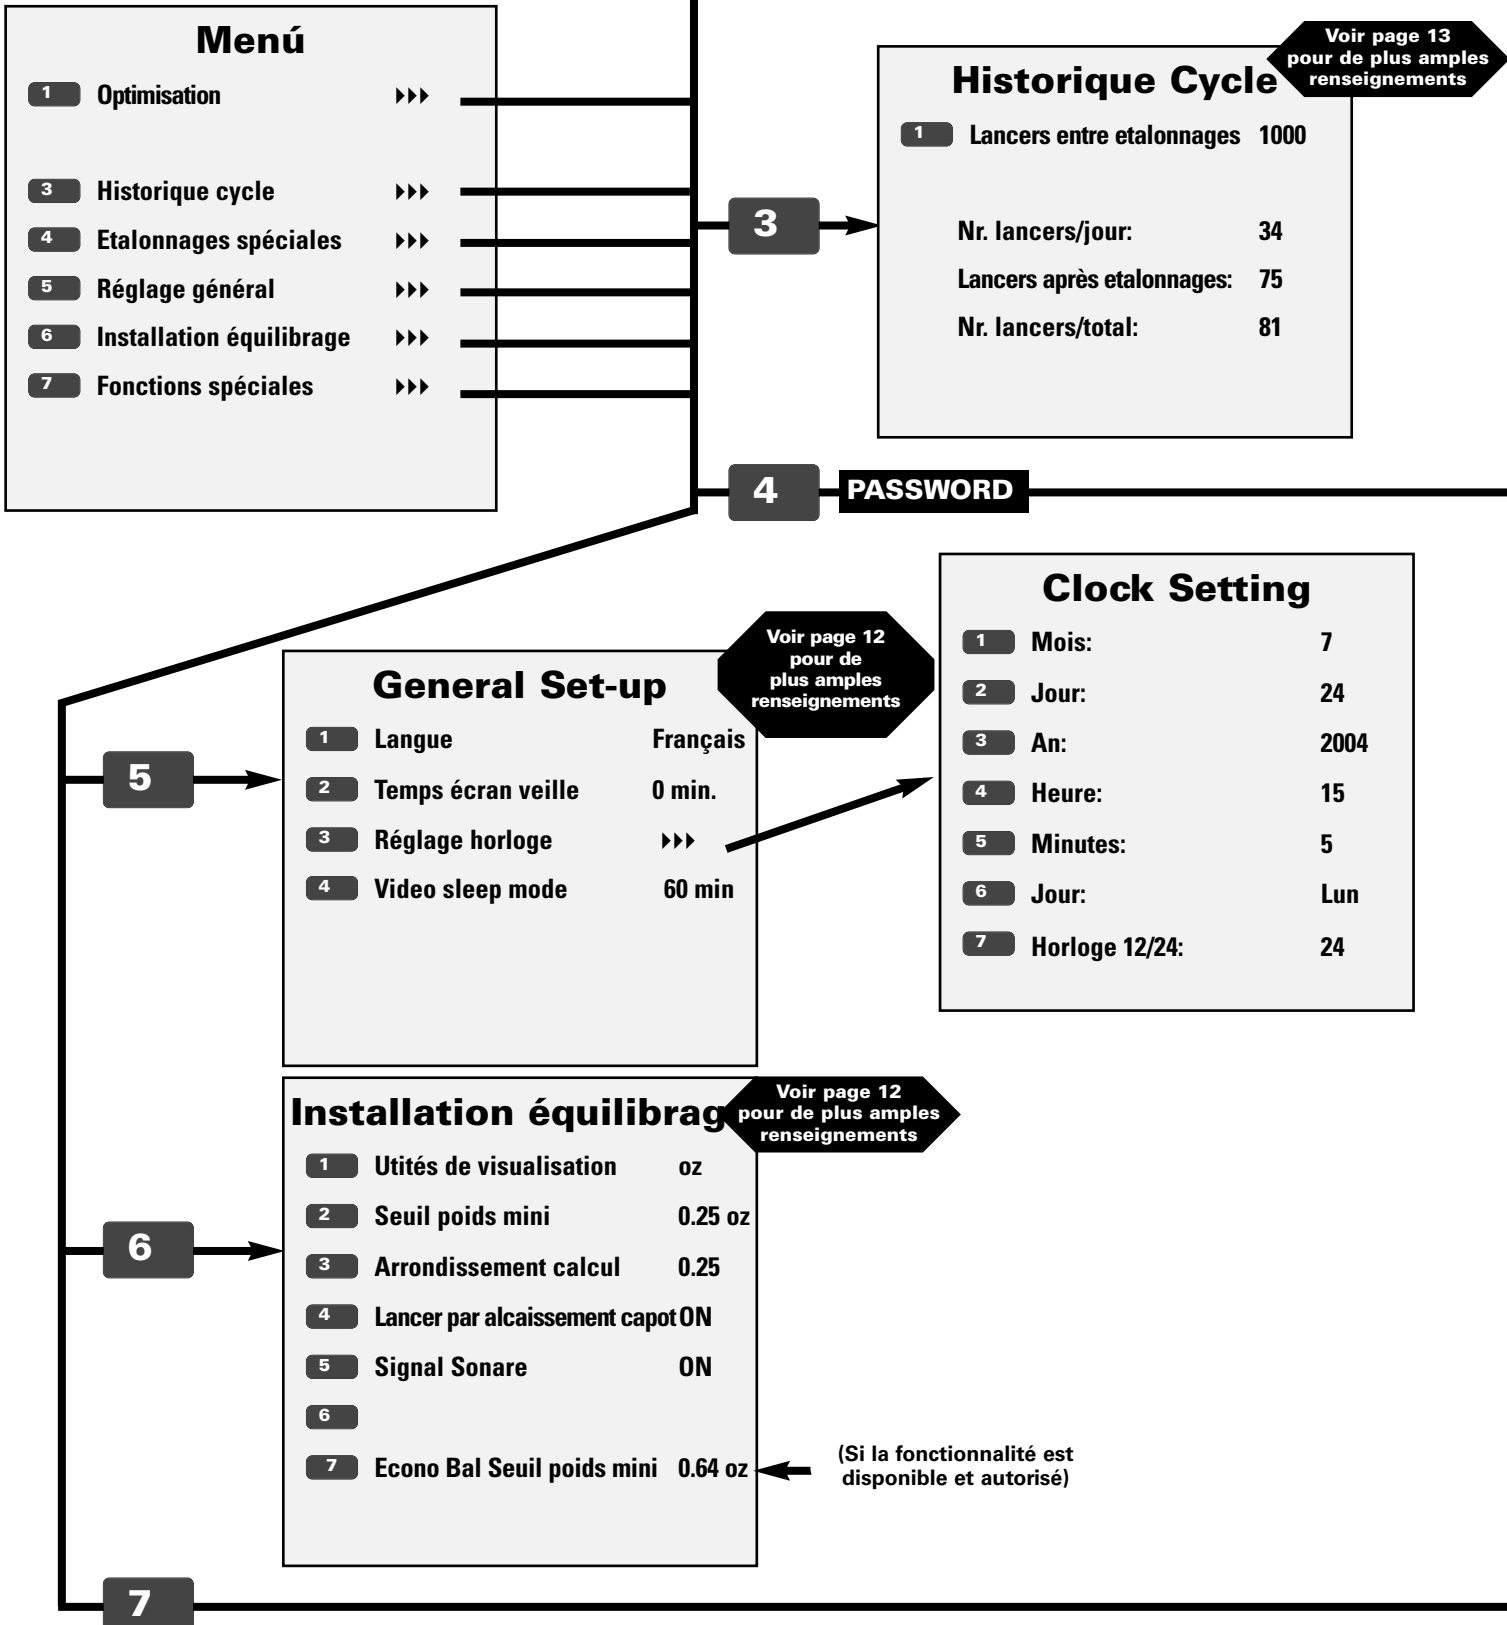 Menú
1 Optimisation
3 Historique cycle
4 Etalonnages spéciales
5 Réglage général
6 Installation équilibrage
7 Fonctions spéciales
Voir page 13
pour de plus amples
renseignements
Historique Cycle
1 Lancers entre etalonnages 1000
Nr. lancers/jour: 34
Lancers après etalonnages: 75
Nr. lancers/total: 81
3
4 PASSWORD
Clock Setting
1 Mois: 7
2 Jour: 24
3 An: 2004
4 Heure: 15
5 Minutes: 5
6 Jour: Lun
7 Horloge 12/24: 24
Voir page 12
pour de
plus amples
renseignements
General Set-up
1 Langue Français
2 Temps écran veille 0 min.
3 Réglage horloge
4 Video sleep mode 60 min
5
Voir page 12
pour de plus amples
renseignements
Installation équilibrag
1 Utités de visualisation oz
2 Seuil poids mini 0.25 oz
3 Arrondissement calcul 0.25
4 Lancer par alcaissement capot ON
5 Signal Sonare ON
6
7 Econo Bal Seuil poids mini 0.64 oz
(Si la fonctionnalité est
disponible et autorisé)
6
7